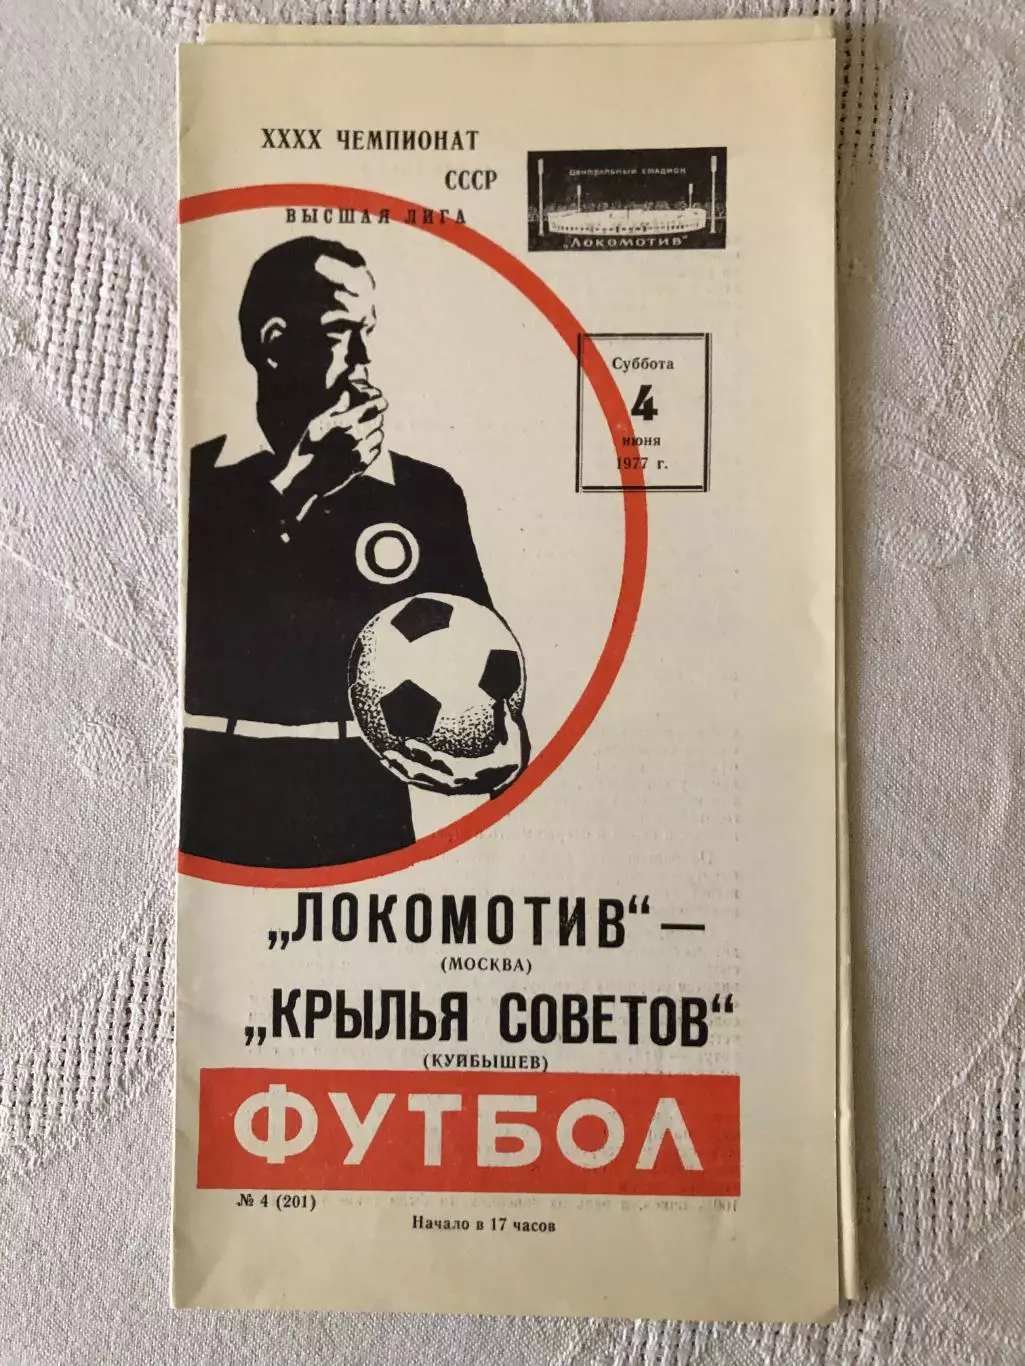 XXXX ЧЕМПИОНАТ
СССР
ВЫСШАЯ ЛИГА
ЦЕНТРАЛЬНЫЙ СТАДИОН
„ЛОКОМОТИВ"
Суббота
4
июня
1977 г.
„ЛОКОМОТИВ“ —
(МОСКВА)
„КРЫЛЬЯ СОВЕТОВ“
(КУЙБЫШЕВ)
ФУТБОЛ
№ 4 (201)
Начало в 17 часов